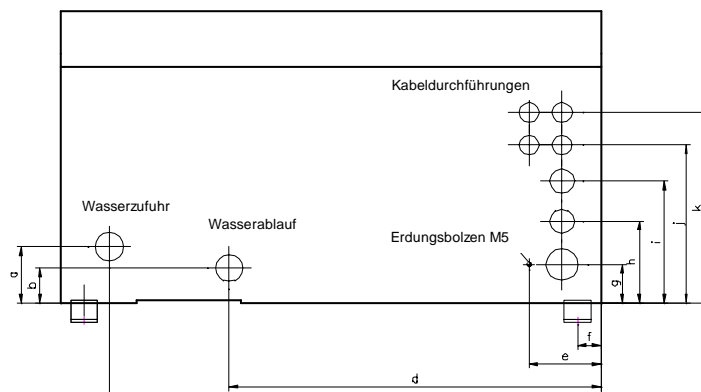 Kabeldurchführungen
Wasserzufuhr
Wasserablauf
Erdungsbolzen M5
a
b
g
h
i
j
k
f
e
d